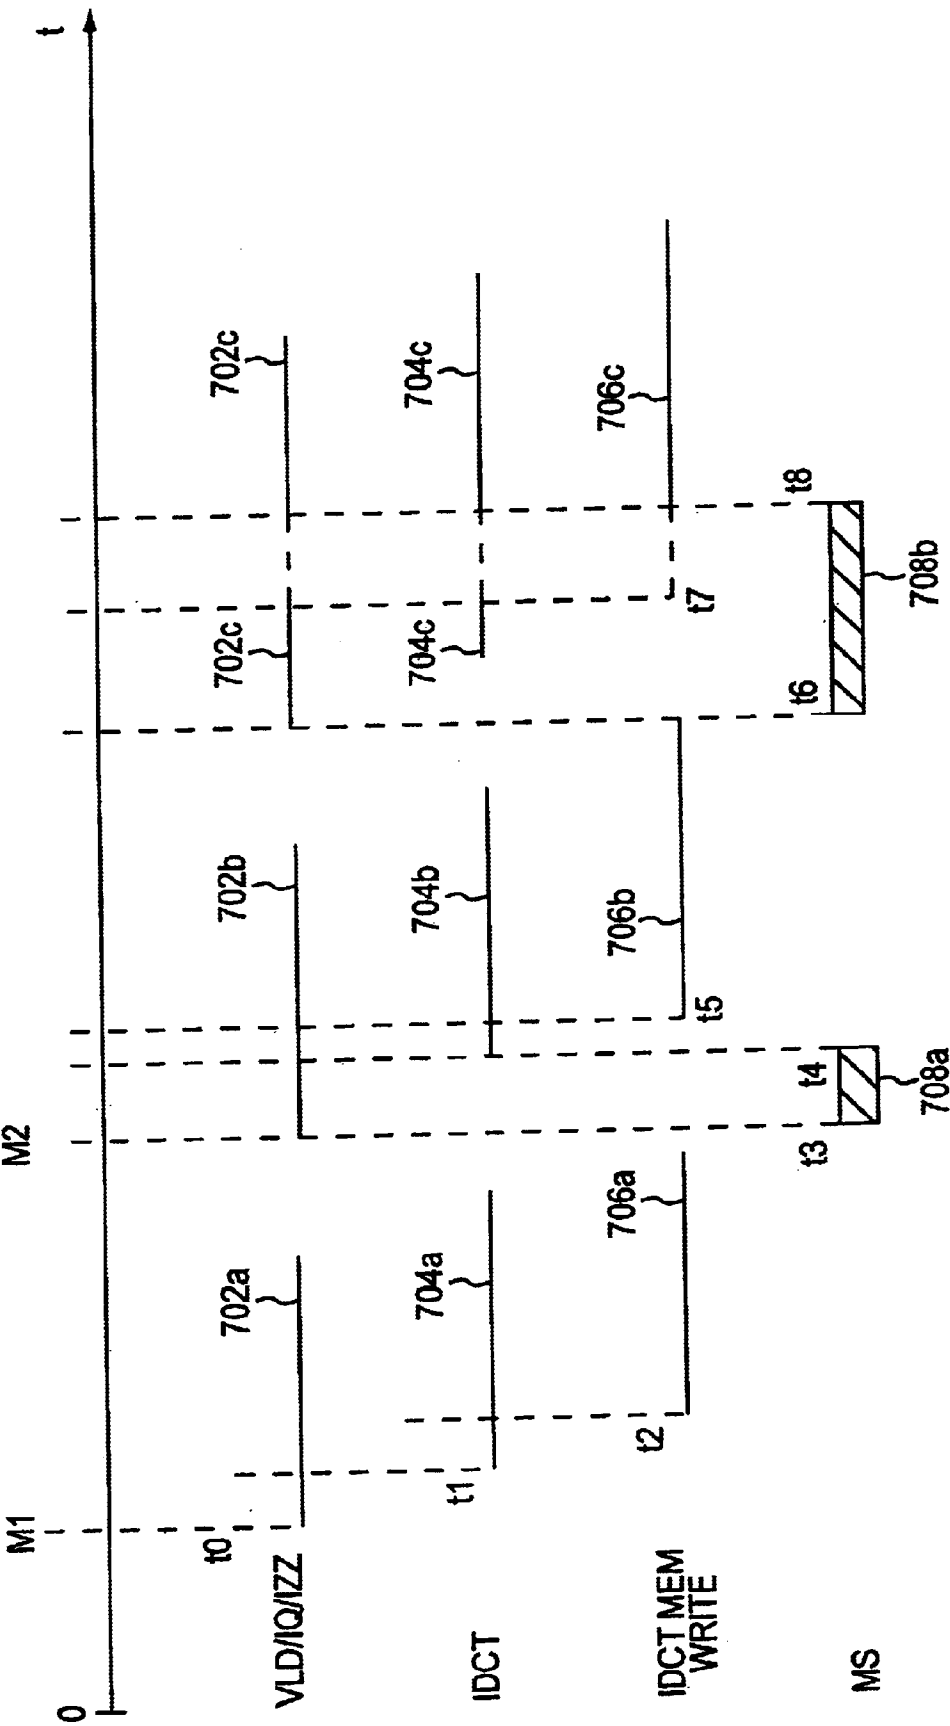 0
t
M1
M2
t0
VLD/IQ/IZZ
702a
702b
702c
702c
t1
IDCT
704a
704b
704c
704c
t2
IDCT MEM
WRITE
706a
706b
706c
t5
t7
MS
t3
t4
t6
t8
708a
708b